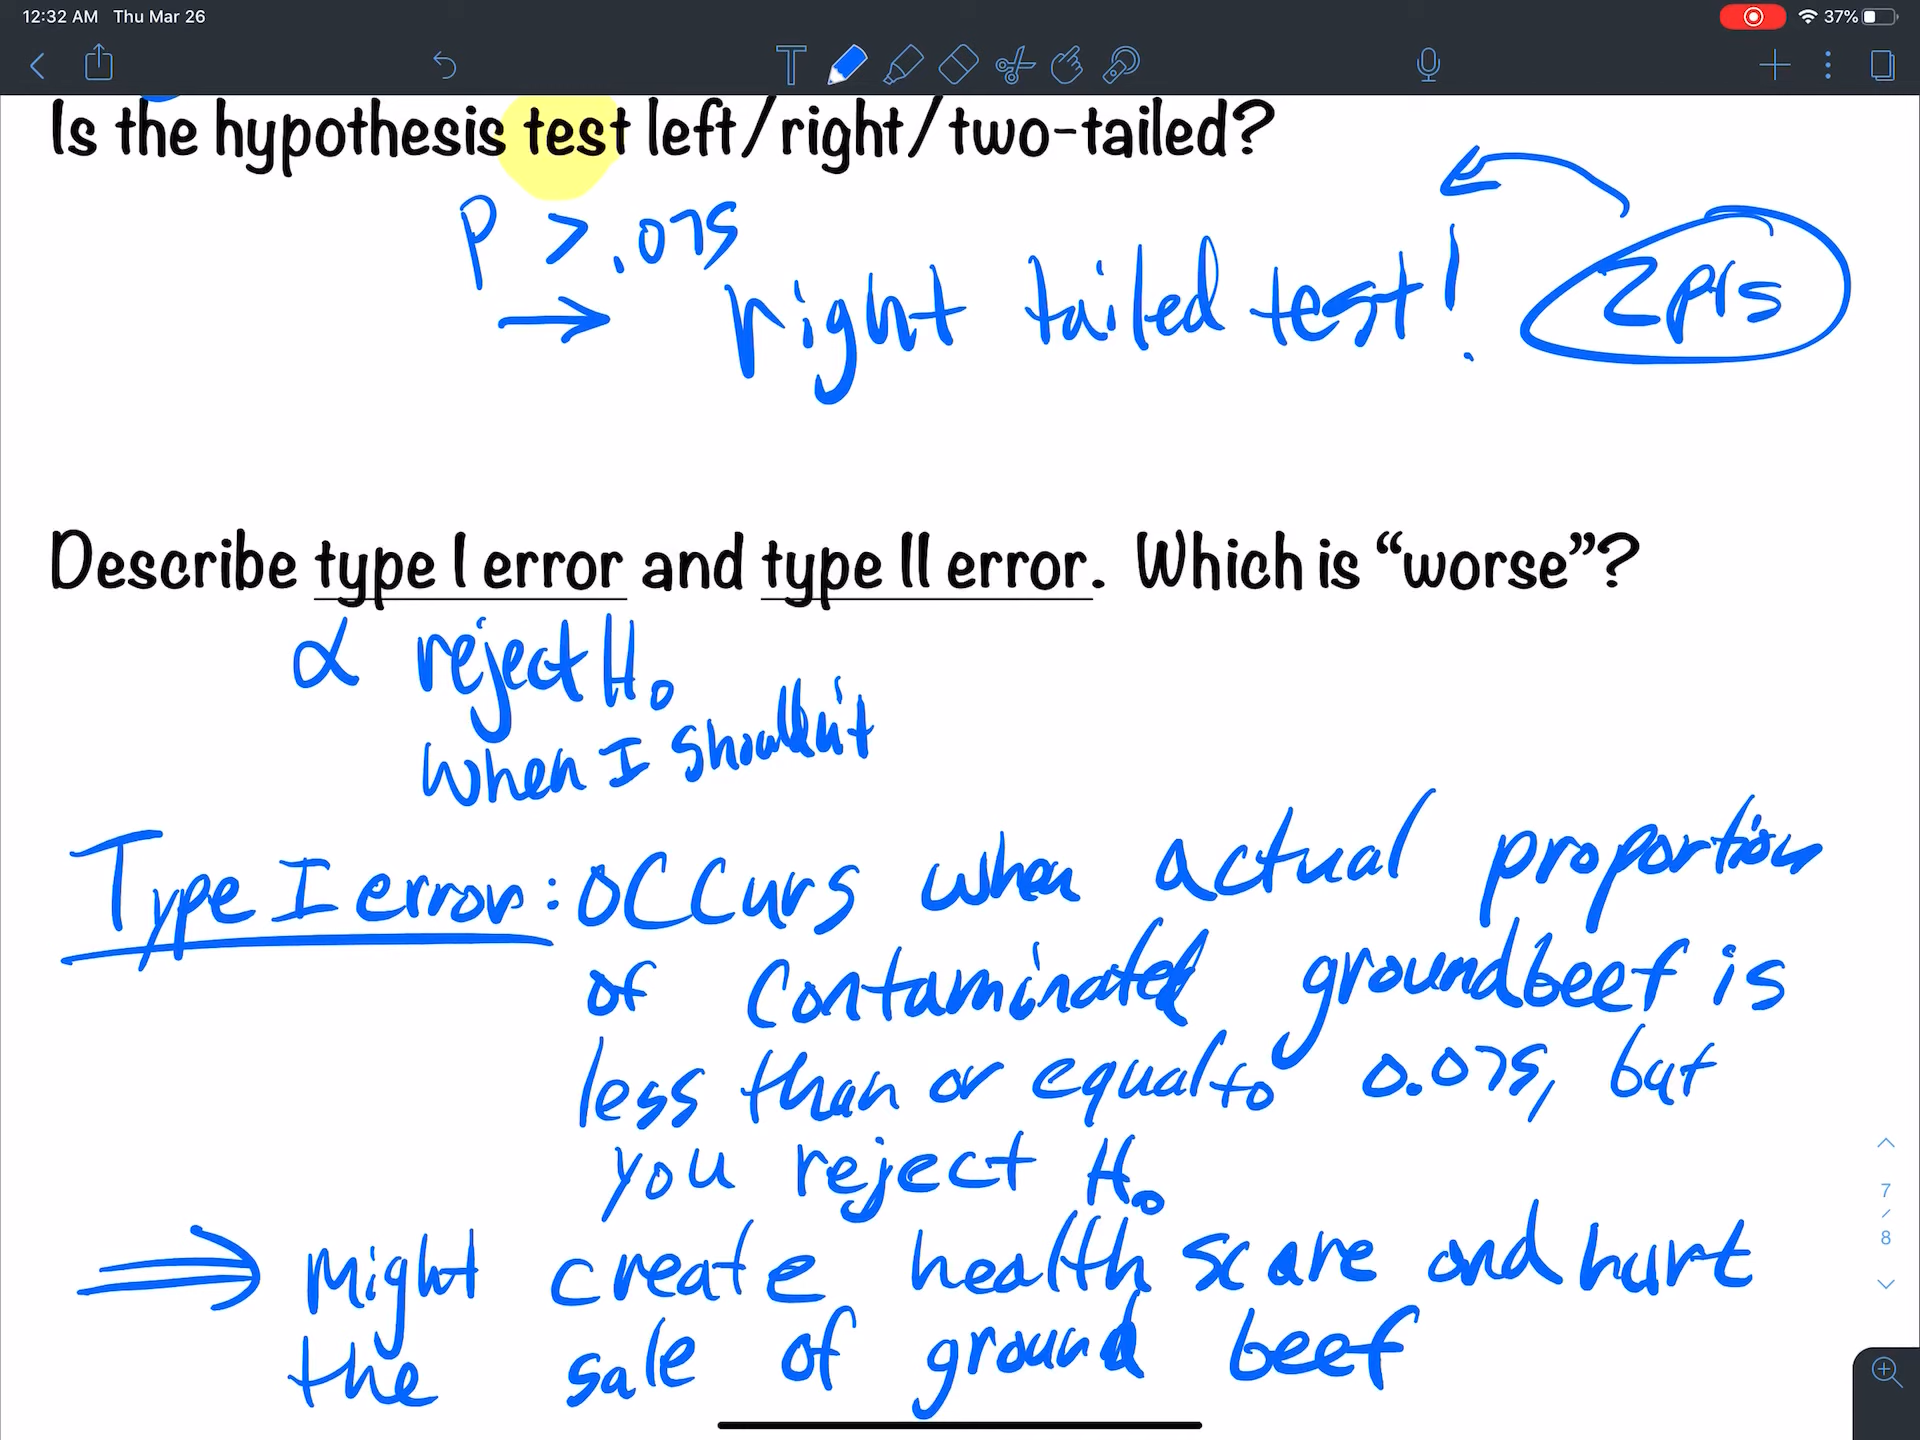 12:32 AM Thu Mar 26
37%
Is the hypothesis test left/right/two-tailed?
P > .075
→ right tailed test!
2pts
Describe type I error and type II error. Which is “worse”?
α reject H₀
when I shouldn't
Type I error: occurs when actual proportion
of contaminated ground beef is
less than or equal to 0.075, but
you reject H₀
⇒ Might create health scare and hurt
the sale of ground beef
7
/
8